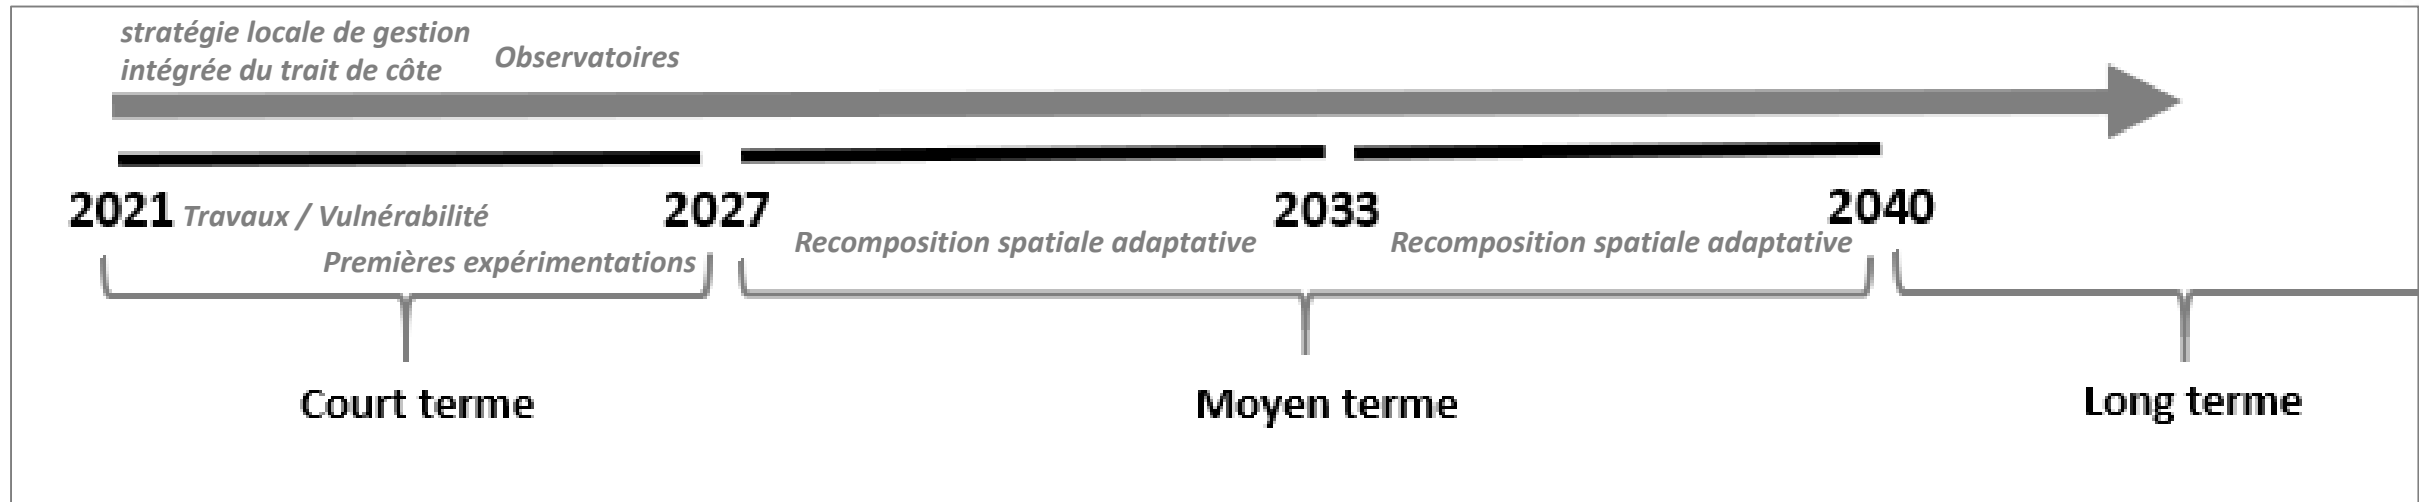 stratégie locale de gestion
intégrée du trait de côte
Observatoires
2021
Travaux / Vulnérabilité
Premières expérimentations
2027
Recomposition spatiale adaptative
2033
Recomposition spatiale adaptative
2040
Court terme
Moyen terme
Long terme